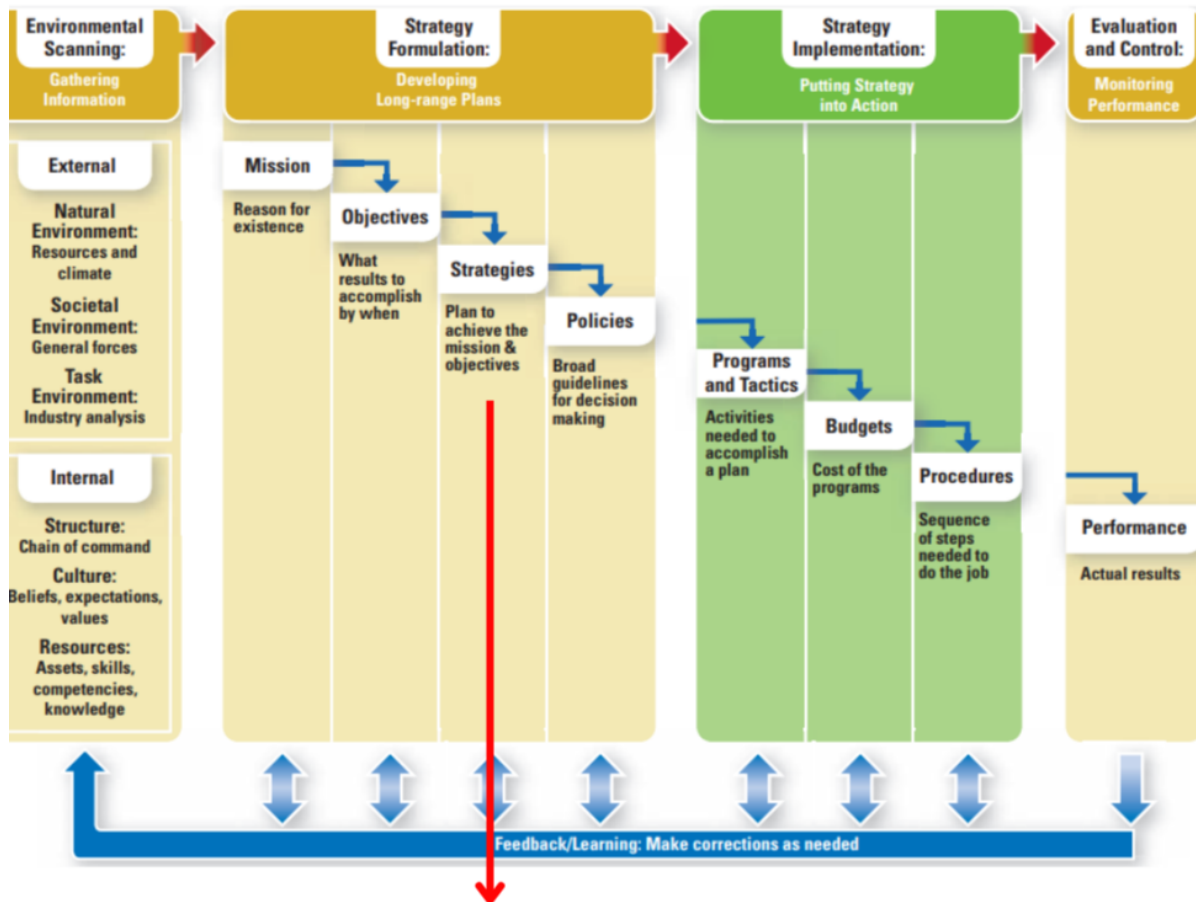 Environmental
Scanning:
Gathering
Information
Strategy
Formulation:
Developing
Long-range Plans
Strategy
Implementation:
Putting Strategy
into Action
Evaluation
and Control:
Monitoring
Performance
External
Natural
Environment:
Resources and
climate
Societal
Environment:
General forces
Task
Environment:
Industry analysis
Internal
Structure:
Chain of command
Culture:
Beliefs, expectations,
values
Resources:
Assets, skills,
competencies,
knowledge
Mission
Reason for
existence
Objectives
What
results to
accomplish
by when
Strategies
Plan to
achieve the
mission &
objectives
Policies
Broad
guidelines
for decision
making
Programs
and Tactics
Activities
needed to
accomplish
a plan
Budgets
Cost of the
programs
Procedures
Sequence
of steps
needed to
do the job
Performance
Actual results
Feedback/Learning: Make corrections as needed